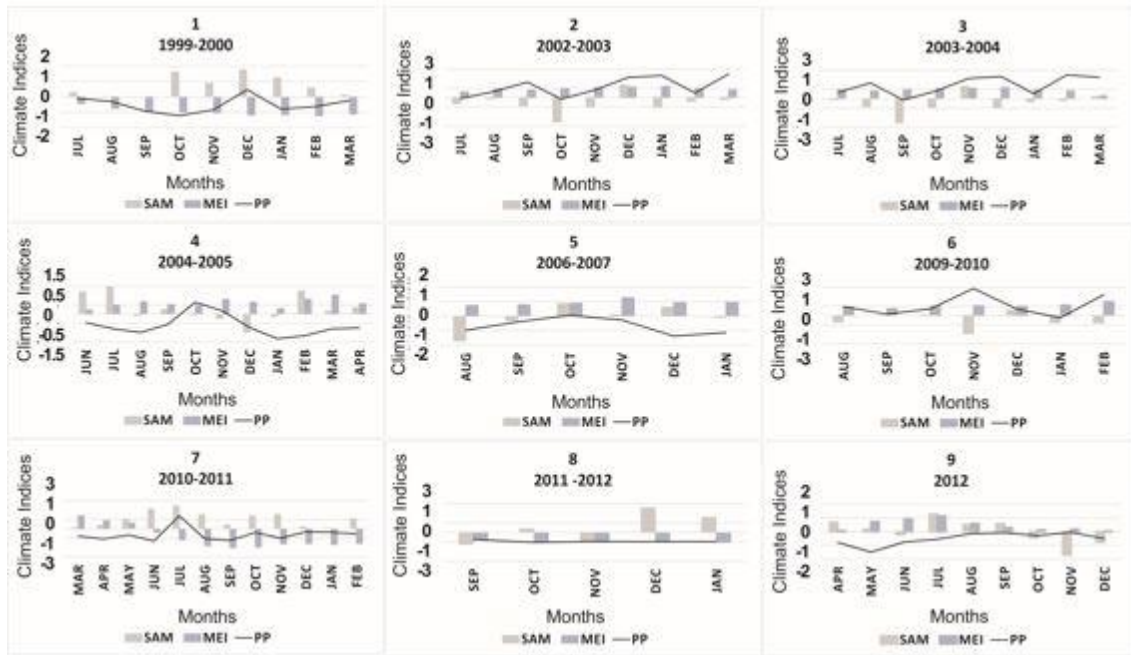 1
1999-2000
Climate Indices
2
1
0
-1
-2
JUL AUG SEP OCT NOV DEC JAN FEB MAR
Months
SAM MEI PP
2
2002-2003
Climate Indices
3
2
1
0
-1
-3
JUL AUG SEP OCT NOV DEC JAN FEB MAR
Months
SAM MEI PP
3
2003-2004
Climate Indices
3
2
1
0
-1
-3
JUL AUG SEP OCT NOV DEC JAN FEB MAR
Months
SAM MEI PP
4
2004-2005
Climate Indices
1.5
0.5
-0.5
-1.5
JUN JUL AUG SEP OCT NOV DEC JAN FEB MAR APR
Months
SAM MEI PP
5
2006-2007
Climate Indices
2
1
0
-1
-2
AUG SEP OCT NOV DEC JAN
Months
SAM MEI PP
6
2009-2010
Climate Indices
3
2
1
0
-1
-3
AUG SEP OCT NOV DEC JAN FEB
Months
SAM MEI PP
7
2010-2011
Climate Indices
3
1
-1
-3
MAR APR MAY JUN JUL AUG SEP OCT NOV DEC JAN FEB
Months
SAM MEI PP
8
2011 -2012
Climate Indices
3
2
1
0
-1
-3
SEP OCT NOV DEC JAN
Months
SAM MEI PP
9
2012
Climate Indices
2
1
0
-1
-2
APR MAY JUN JUL AUG SEP OCT NOV DEC
Months
SAM MEI PP